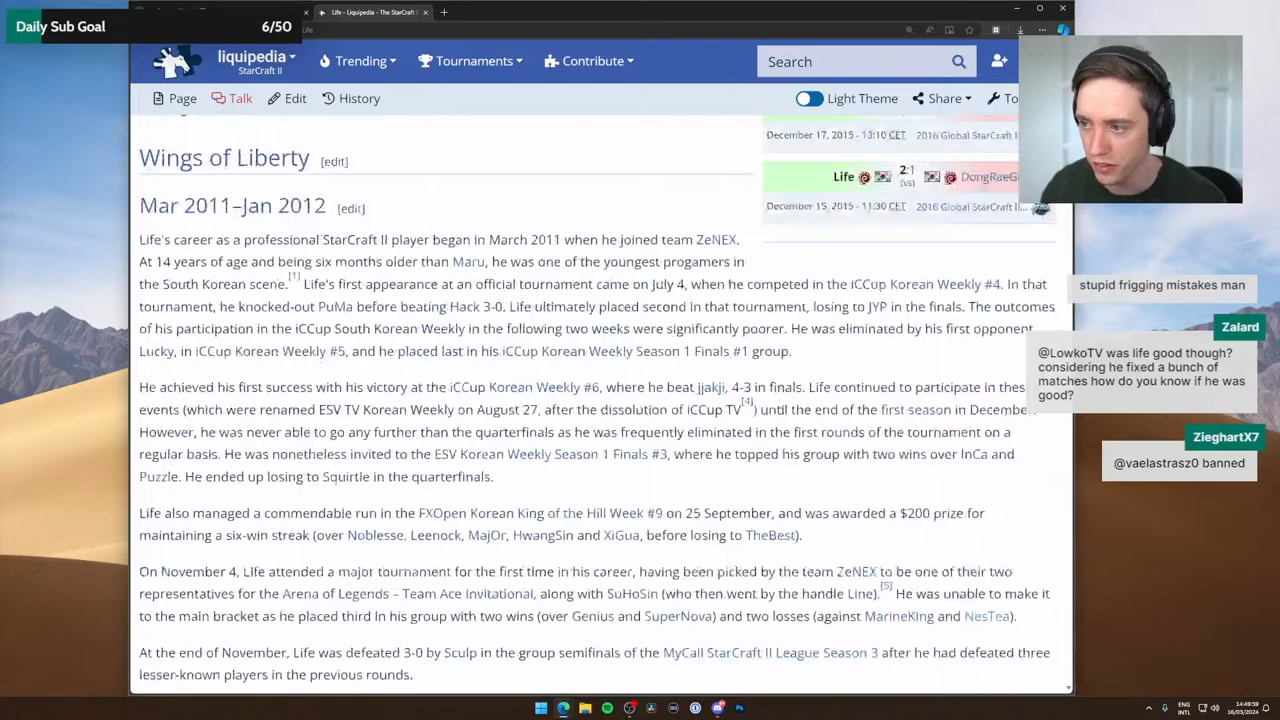 Daily Sub Goal 6/50
Life - Liquipedia - The StarCraft
liquipedia
StarCraft II
Trending
Tournaments
Contribute
Search
Page
Talk
Edit
History
Light Theme
Share
To
December 17, 2015 - 13:10 CET 2016 Global StarCraft II
Life 2:1
[vs]
December 15, 2015 - 11:30 CET 2016 Global StarCraft
Wings of Liberty [edit]
Mar 2011–Jan 2012 [edit]
Life's career as a professional StarCraft II player began in March 2011 when he joined team ZeNEX.
At 14 years of age and being six months older than Maru, he was one of the youngest progamers in
the South Korean scene.[1] Life's first appearance at an official tournament came on July 4, when he competed in the iCCup Korean Weekly #4. In that
tournament, he knocked-out PuMa before beating Hack 3-0. Life ultimately placed second in that tournament, losing to JYP in the finals. The outcomes
of his participation in the iCCup South Korean Weekly in the following two weeks were significantly poorer. He was eliminated by his first opponent,
Lucky, in iCCup Korean Weekly #5, and he placed last in his iCCup Korean Weekly Season 1 Finals #1 group.
He achieved his first success with his victory at the iCCup Korean Weekly #6, where he beat jjakji, 4-3 in finals. Life continued to participate in these
events (which were renamed ESV TV Korean Weekly on August 27, after the dissolution of iCCup TV[4]) until the end of the first season in December.
However, he was never able to go any further than the quarterfinals as he was frequently eliminated in the first rounds of the tournament on a
regular basis. He was nonetheless invited to the ESV Korean Weekly Season 1 Finals #3, where he topped his group with two wins over InCa and
Puzzle. He ended up losing to Squirtle in the quarterfinals.
Life also managed a commendable run in the FXOpen Korean King of the Hill Week #9 on 25 September, and was awarded a $200 prize for
maintaining a six-win streak (over Noblesse, Leenock, MajOr, HwangSin and XiGua, before losing to TheBest).
On November 4, Life attended a major tournament for the first time in his career, having been picked by the team ZeNEX to be one of their two
representatives for the Arena of Legends – Team Ace Invitational, along with SuHoSin (who then went by the handle Line).[5] He was unable to make it
to the main bracket as he placed third in his group with two wins (over Genius and SuperNova) and two losses (against MarineKing and NesTea).
At the end of November, Life was defeated 3-0 by Sculp in the group semifinals of the MyCall StarCraft II League Season 3 after he had defeated three
lesser-known players in the previous rounds.
stupid frigging mistakes man
Zalard
@LowkoTV was life good though?
considering he fixed a bunch of
matches how do you know if he was
good?
ZieghartX7
@vaelastrasz0 banned
ENG
INTL
14:49:59
16/03/2024